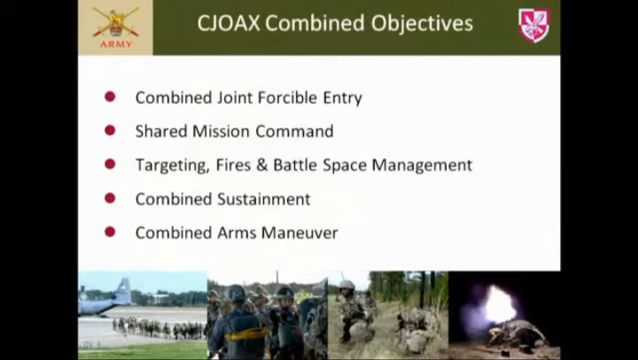 CJOAX Combined Objectives
ARMY
Combined Joint Forcible Entry
Shared Mission Command
Targeting, Fires & Battle Space Management
Combined Sustainment
Combined Arms Maneuver